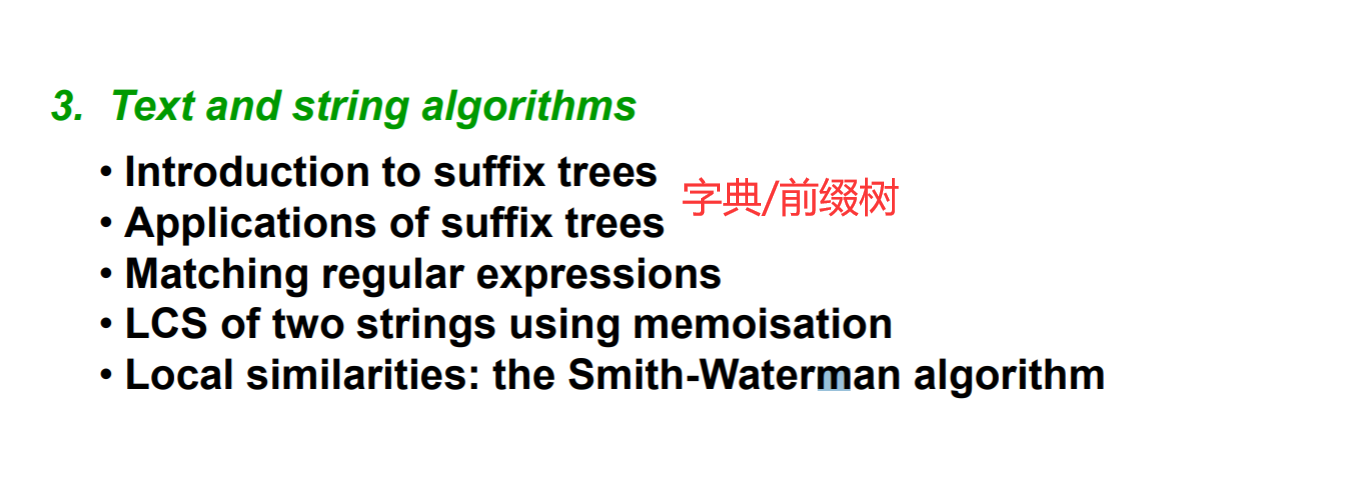 3. Text and string algorithms
• Introduction to suffix trees
字典/前缀树
• Applications of suffix trees
• Matching regular expressions
• LCS of two strings using memoisation
• Local similarities: the Smith-Waterman algorithm